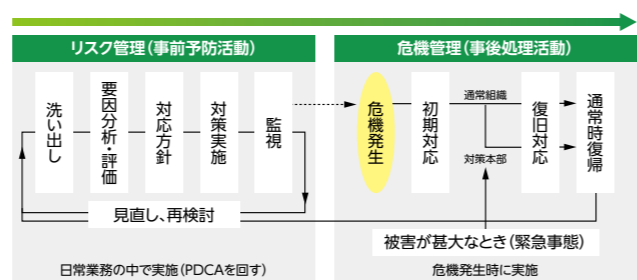 リスク管理（事前予防活動）
危機管理（事後処理活動）
洗い出し
要因分析・評価
対応方針
対策実施
監視
危機発生
初期対応
通常組織
対策本部
復旧対応
通常時復帰
見直し、再検討
被害が甚大なとき（緊急事態）
日常業務の中で実施（PDCAを回す）
危機発生時に実施